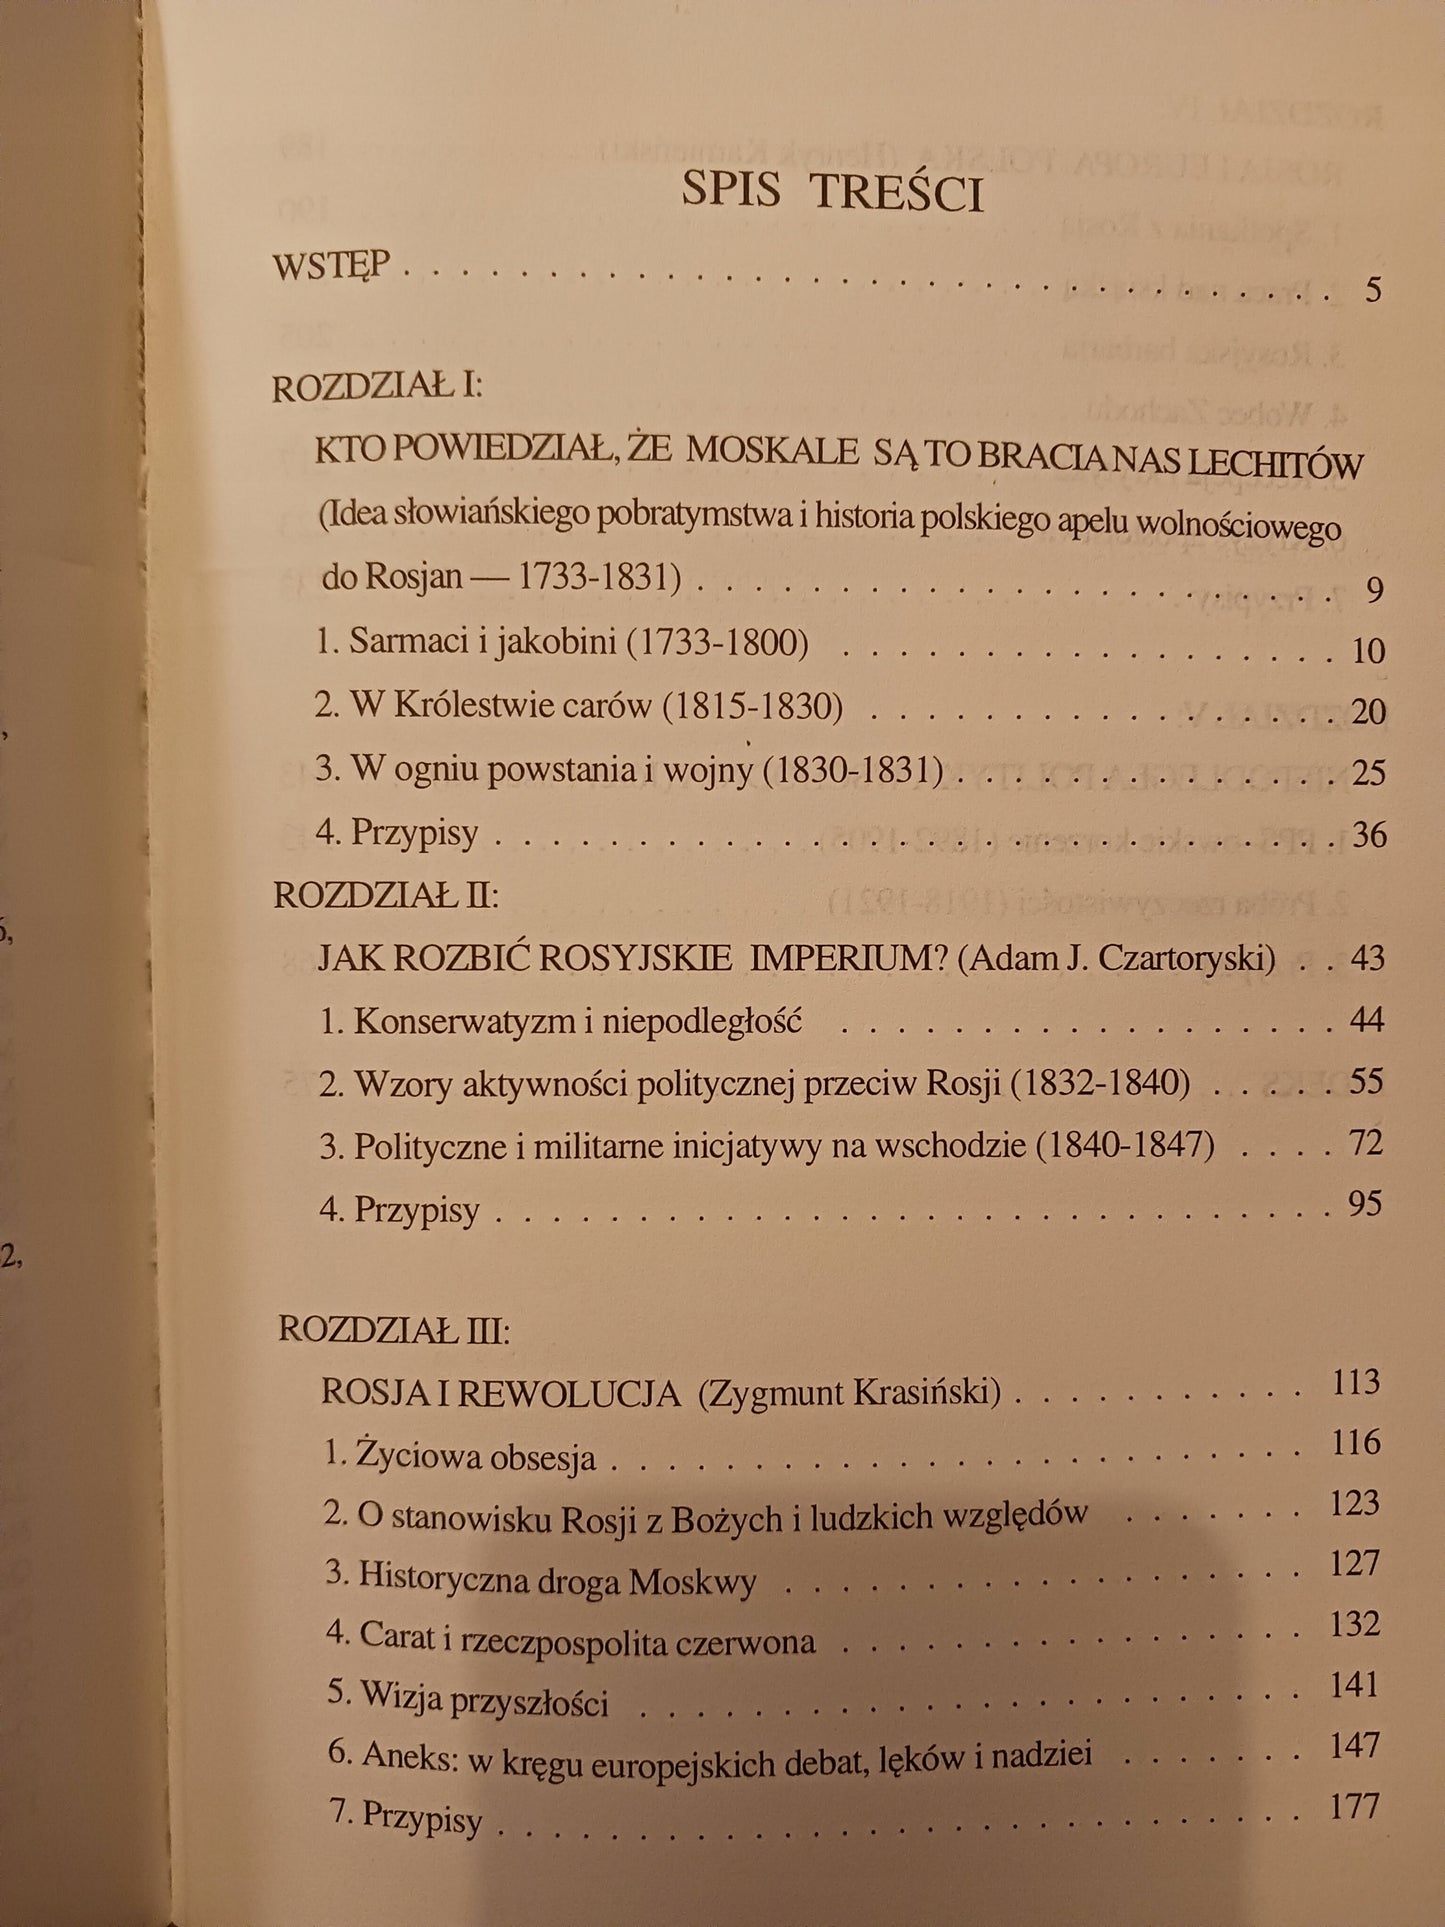 SPIS TREŚCI
WSTĘP . . . . . . . . . . . . . . . . . . . . . . . . . . . . . . . . . 5
ROZDZIAŁ I:
KTO POWIEDZIAŁ, ŻE MOSKALE SĄ TO BRACIA NAS LECHITÓW
(Idea słowiańskiego pobratymstwa i historia polskiego apelu wolnościowego
do Rosjan — 1733-1831) . . . . . . . . . . . . . . . . . . . . . . . 9
1. Sarmaci i jakobini (1733-1800) . . . . . . . . . . . . . . . . . . 10
2. W Królestwie carów (1815-1830) . . . . . . . . . . . . . . . . . 20
3. W ogniu powstania i wojny (1830-1831) . . . . . . . . . . . . . . 25
4. Przypisy . . . . . . . . . . . . . . . . . . . . . . . . . . . . . . 36
ROZDZIAŁ II:
JAK ROZBIĆ ROSYJSKIE IMPERIUM? (Adam J. Czartoryski) . . 43
1. Konserwatyzm i niepodległość . . . . . . . . . . . . . . . . . . 44
2. Wzory aktywności politycznej przeciw Rosji (1832-1840) . . . . . 55
3. Polityczne i militarne inicjatywy na wschodzie (1840-1847) . . . . 72
4. Przypisy . . . . . . . . . . . . . . . . . . . . . . . . . . . . . . 95
ROZDZIAŁ III:
ROSJA I REWOLUCJA (Zygmunt Krasiński) . . . . . . . . . . . 113
1. Życiowa obsesja . . . . . . . . . . . . . . . . . . . . . . . . . 116
2. O stanowisku Rosji z Bożych i ludzkich względów . . . . . . . 123
3. Historyczna droga Moskwy . . . . . . . . . . . . . . . . . . . 127
4. Carat i rzeczpospolita czerwona . . . . . . . . . . . . . . . . . 132
5. Wizja przyszłości . . . . . . . . . . . . . . . . . . . . . . . . 141
6. Aneks: w kręgu europejskich debat, lęków i nadziei . . . . . . . 147
7. Przypisy . . . . . . . . . . . . . . . . . . . . . . . . . . . . . 177